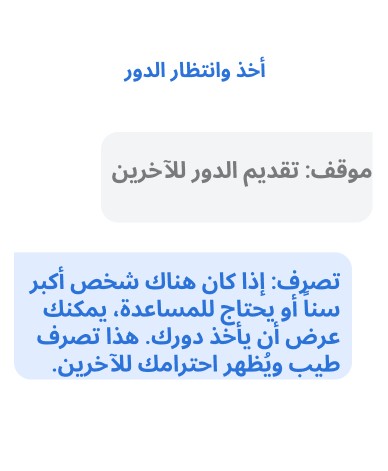 أخذ وانتظار الدور
موقف: تقديم الدور للآخرين
تصرف: إذا كان هناك شخص أكبر
سناً أو يحتاج للمساعدة، يمكنك
عرض أن يأخذ دورك. هذا تصرف
طيب ويُظهر احترامك للآخرين.